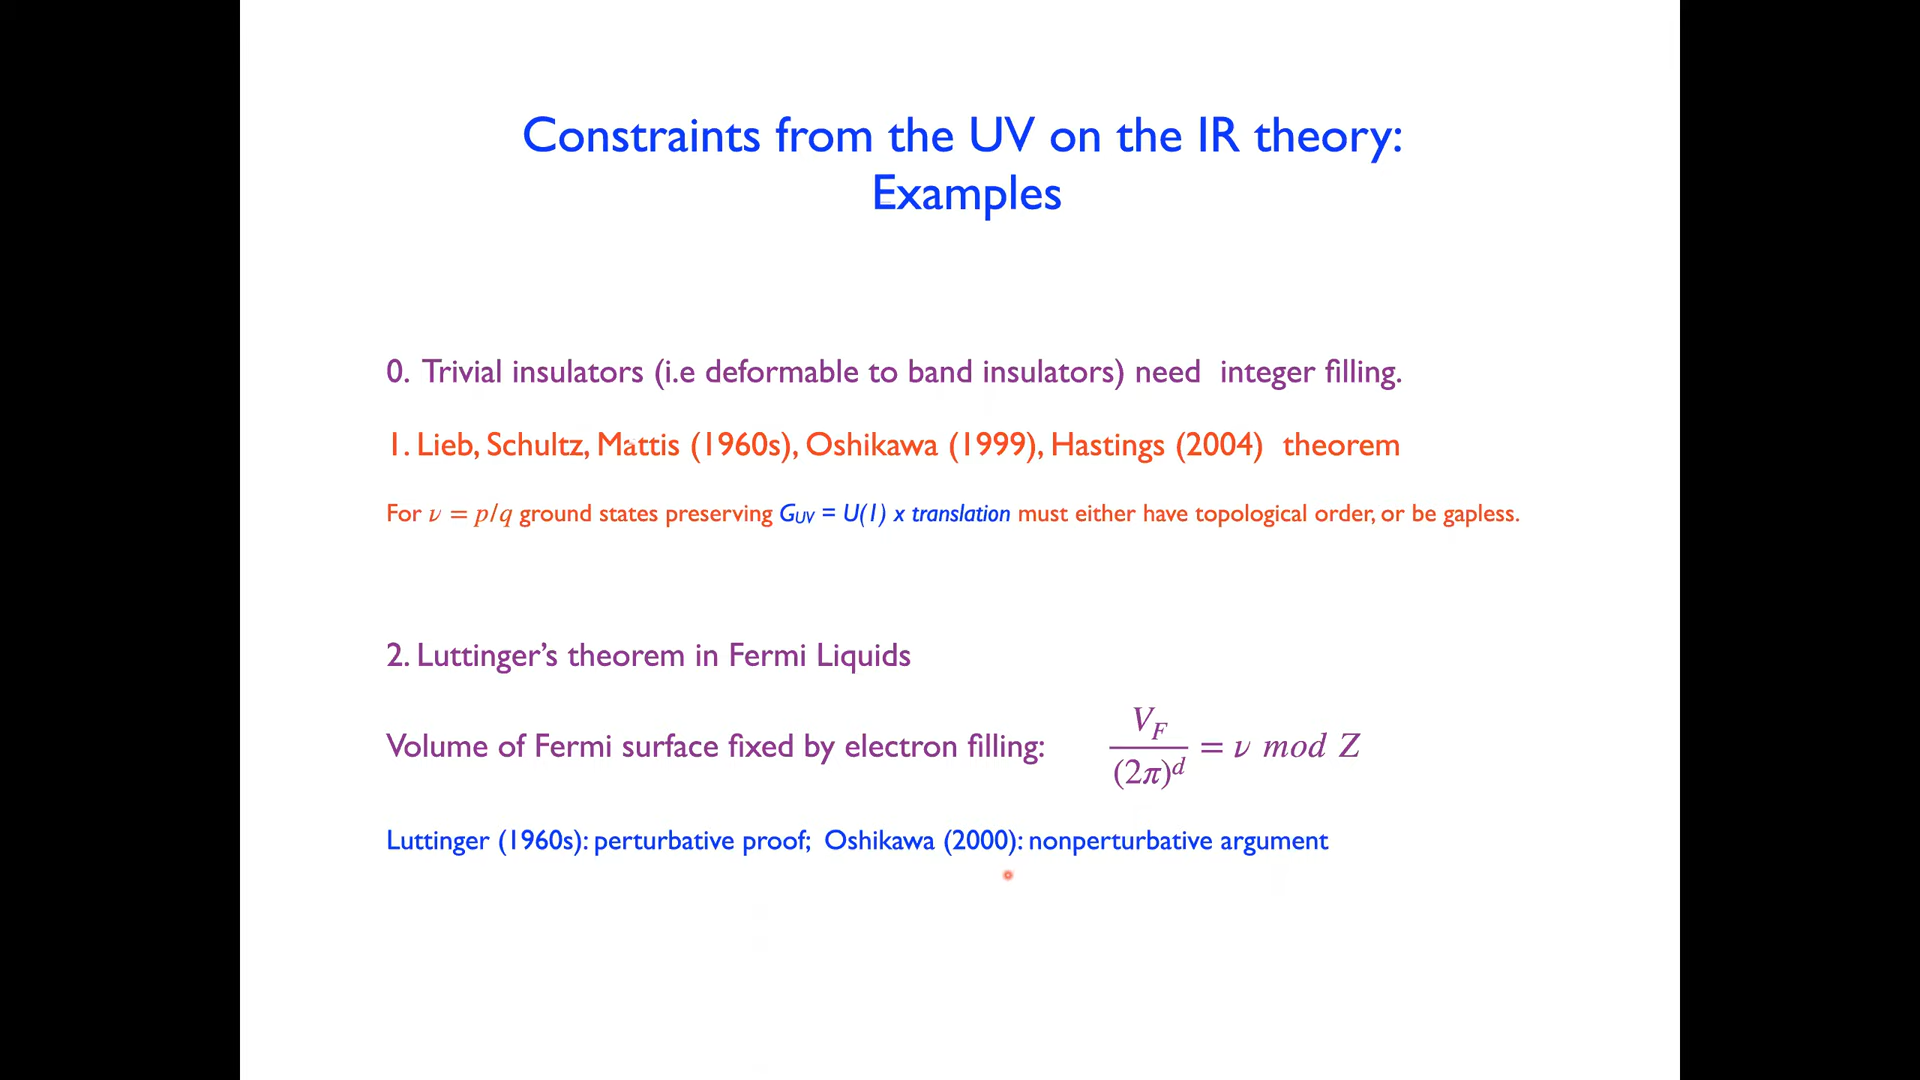 Constraints from the UV on the IR theory:
Examples
0. Trivial insulators (i.e deformable to band insulators) need integer filling.
1. Lieb, Schultz, Mattis (1960s), Oshikawa (1999), Hastings (2004) theorem
For ν = p/q ground states preserving G_UV = U(1) x translation must either have topological order, or be gapless.
2. Luttinger’s theorem in Fermi Liquids
Volume of Fermi surface fixed by electron filling: V_F/(2π)^d = ν mod Z
Luttinger (1960s): perturbative proof; Oshikawa (2000): nonperturbative argument